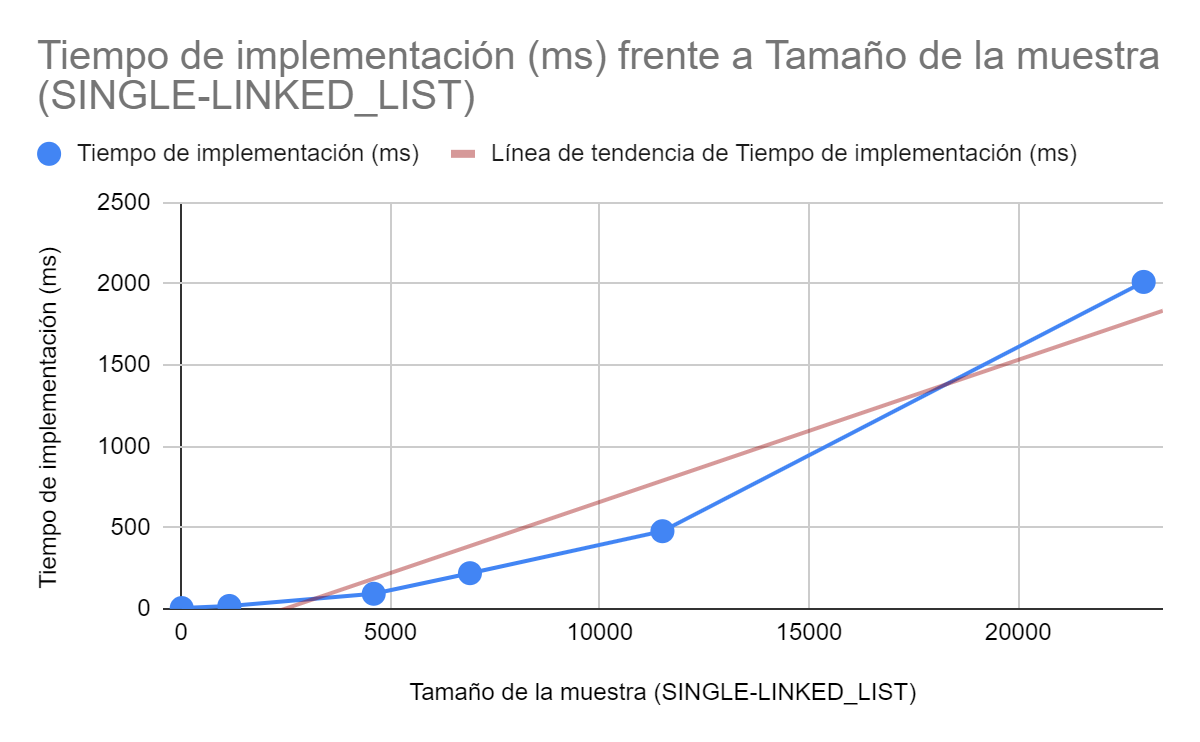 Tiempo de implementación (ms) frente a Tamaño de la muestra
(SINGLE-LINKED_LIST)
Tiempo de implementación (ms) Línea de tendencia de Tiempo de implementación (ms)
Tiempo de implementación (ms)
2500
2000
1500
1000
500
0
0 5000 10000 15000 20000
Tamaño de la muestra (SINGLE-LINKED_LIST)